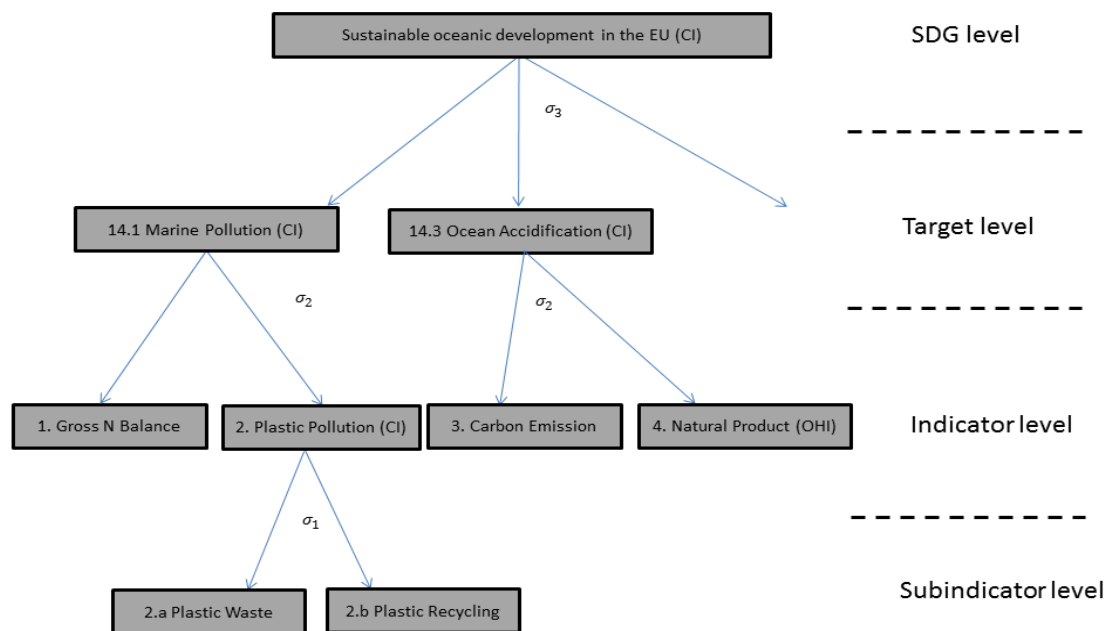 Sustainable oceanic development in the EU (CI)
SDG level
σ₃
14.1 Marine Pollution (CI)
14.3 Ocean Accidification (CI)
Target level
σ₂
σ₂
1. Gross N Balance
2. Plastic Pollution (CI)
3. Carbon Emission
4. Natural Product (OHI)
Indicator level
σ₁
2.a Plastic Waste
2.b Plastic Recycling
Subindicator level